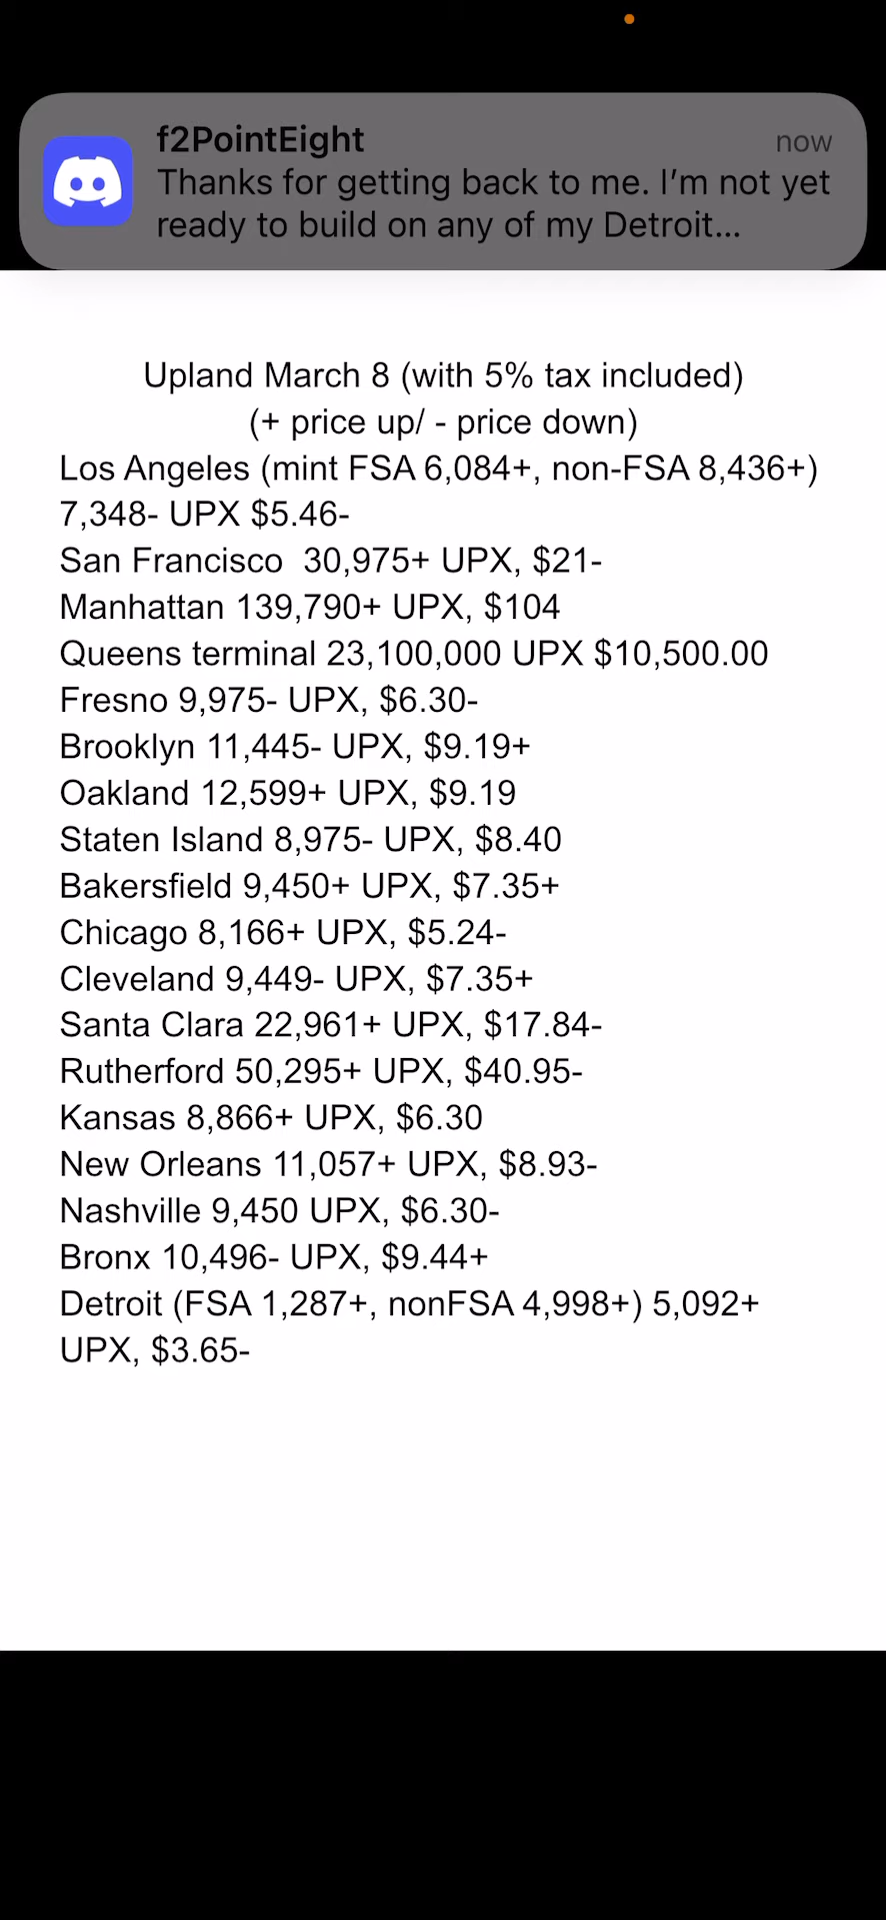 f2PointEight
now
Thanks for getting back to me. I’m not yet
ready to build on any of my Detroit...
Upland March 8 (with 5% tax included)
(+ price up/ - price down)
Los Angeles (mint FSA 6,084+, non-FSA 8,436+)
7,348- UPX $5.46-
San Francisco  30,975+ UPX, $21-
Manhattan 139,790+ UPX, $104
Queens terminal 23,100,000 UPX $10,500.00
Fresno 9,975- UPX, $6.30-
Brooklyn 11,445- UPX, $9.19+
Oakland 12,599+ UPX, $9.19
Staten Island 8,975- UPX, $8.40
Bakersfield 9,450+ UPX, $7.35+
Chicago 8,166+ UPX, $5.24-
Cleveland 9,449- UPX, $7.35+
Santa Clara 22,961+ UPX, $17.84-
Rutherford 50,295+ UPX, $40.95-
Kansas 8,866+ UPX, $6.30
New Orleans 11,057+ UPX, $8.93-
Nashville 9,450 UPX, $6.30-
Bronx 10,496- UPX, $9.44+
Detroit (FSA 1,287+, nonFSA 4,998+) 5,092+
UPX, $3.65-